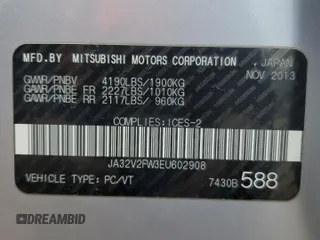 MFD.BY MITSUBISHI MOTORS CORPORATION , JAPAN
NOV 2013
GWR/PNBV 4190LBS/1900KG
GAWR/PNBE FR 2227LBS/1010KG
GAWR/PNBE RR 2117LBS/ 960KG
COMPLIES:ICES-2
JA32V2FW3EU602908
VEHICLE TYPE: PC/VT 7430B 588
© DREAMBID